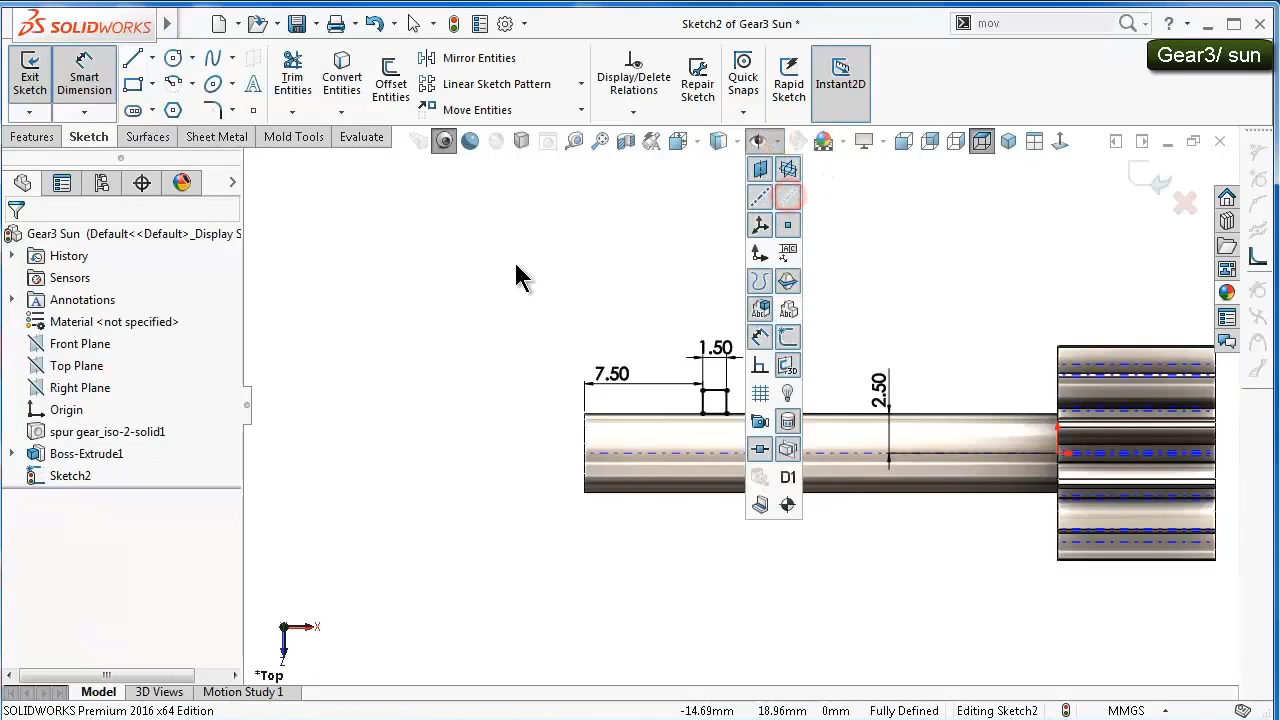 SOLIDWORKS
Sketch2 of Gear3 Sun *
mov
Gear3/ sun
Exit Sketch
Smart Dimension
Trim Entities
Convert Entities
Offset Entities
Mirror Entities
Linear Sketch Pattern
Move Entities
Display/Delete Relations
Repair Sketch
Quick Snaps
Rapid Sketch
Instant2D
Features
Sketch
Surfaces
Sheet Metal
Mold Tools
Evaluate
Gear3 Sun (Default<<Default>_Display S
History
Sensors
Annotations
Material <not specified>
Front Plane
Top Plane
Right Plane
Origin
spur gear_iso-2-solid1
Boss-Extrude1
Sketch2
1.50
7.50
2.50
D1
X
Z
*Top
Model
3D Views
Motion Study 1
SOLIDWORKS Premium 2016 x64 Edition
-14.69mm
18.96mm
0mm
Fully Defined
Editing Sketch2
MMGS